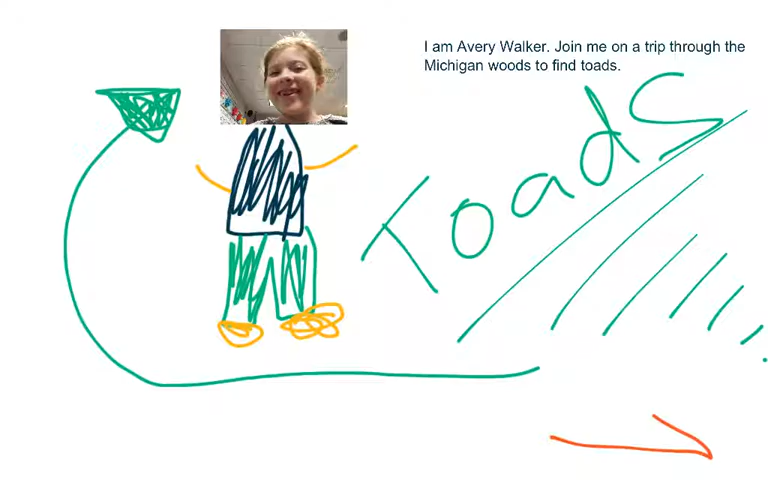 I am Avery Walker. Join me on a trip through the
Michigan woods to find toads.
Toads